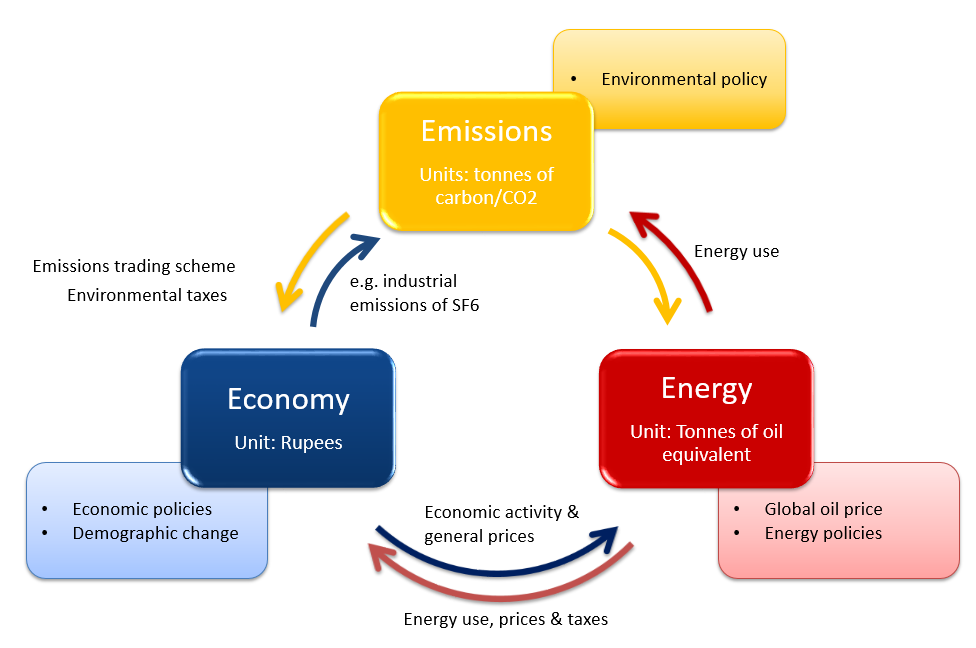 • Environmental policy
Emissions
Units: tonnes of
carbon/CO2
Emissions trading scheme
Environmental taxes
e.g. industrial
emissions of SF6
Energy use
Economy
Unit: Rupees
Energy
Unit: Tonnes of oil
equivalent
• Economic policies
• Demographic change
Economic activity &
general prices
• Global oil price
• Energy policies
Energy use, prices & taxes